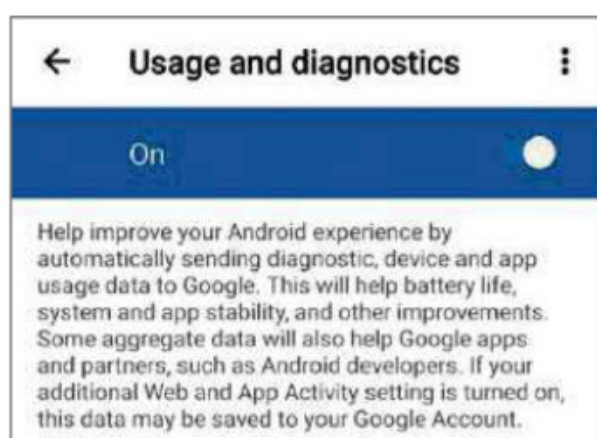 Usage and diagnostics
On
Help improve your Android experience by
automatically sending diagnostic, device and app
usage data to Google. This will help battery life,
system and app stability, and other improvements.
Some aggregate data will also help Google apps
and partners, such as Android developers. If your
additional Web and App Activity setting is turned on,
this data may be saved to your Google Account.